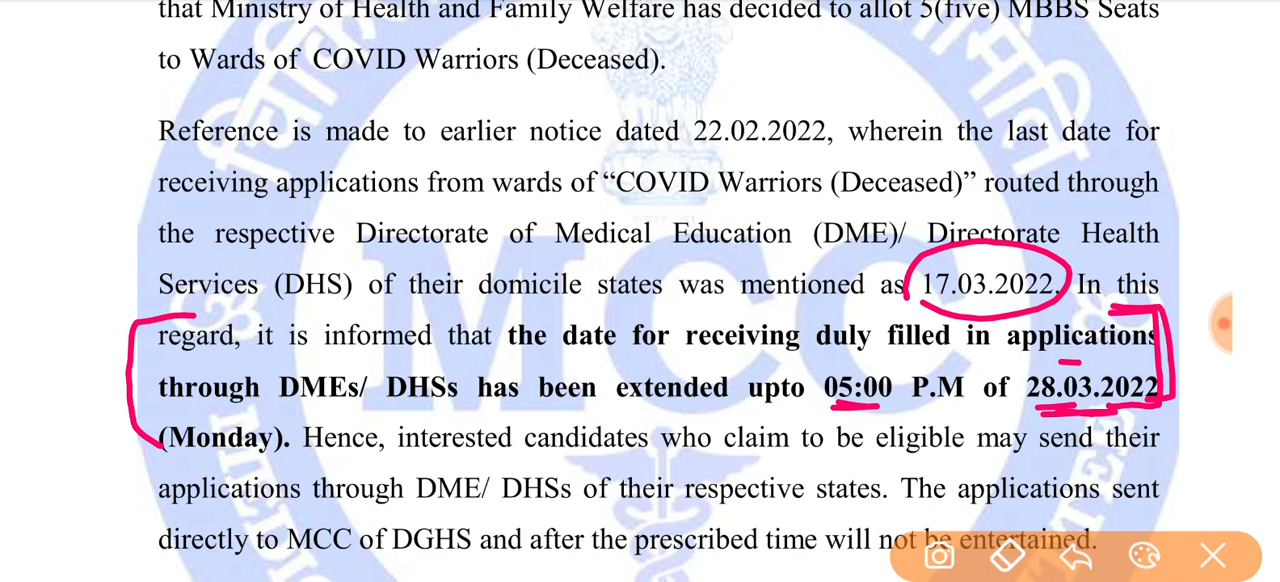 that Ministry of Health and Family Welfare has decided to allot 5(five) MBBS Seats
to Wards of COVID Warriors (Deceased).
Reference is made to earlier notice dated 22.02.2022, wherein the last date for
receiving applications from wards of “COVID Warriors (Deceased)” routed through
the respective Directorate of Medical Education (DME)/ Directorate Health
Services (DHS) of their domicile states was mentioned as 17.03.2022. In this
regard, it is informed that the date for receiving duly filled in applications
through DMEs/ DHSs has been extended upto 05:00 P.M of 28.03.2022
(Monday). Hence, interested candidates who claim to be eligible may send their
applications through DME/ DHSs of their respective states. The applications sent
directly to MCC of DGHS and after the prescribed time will not be entertained.
MCC